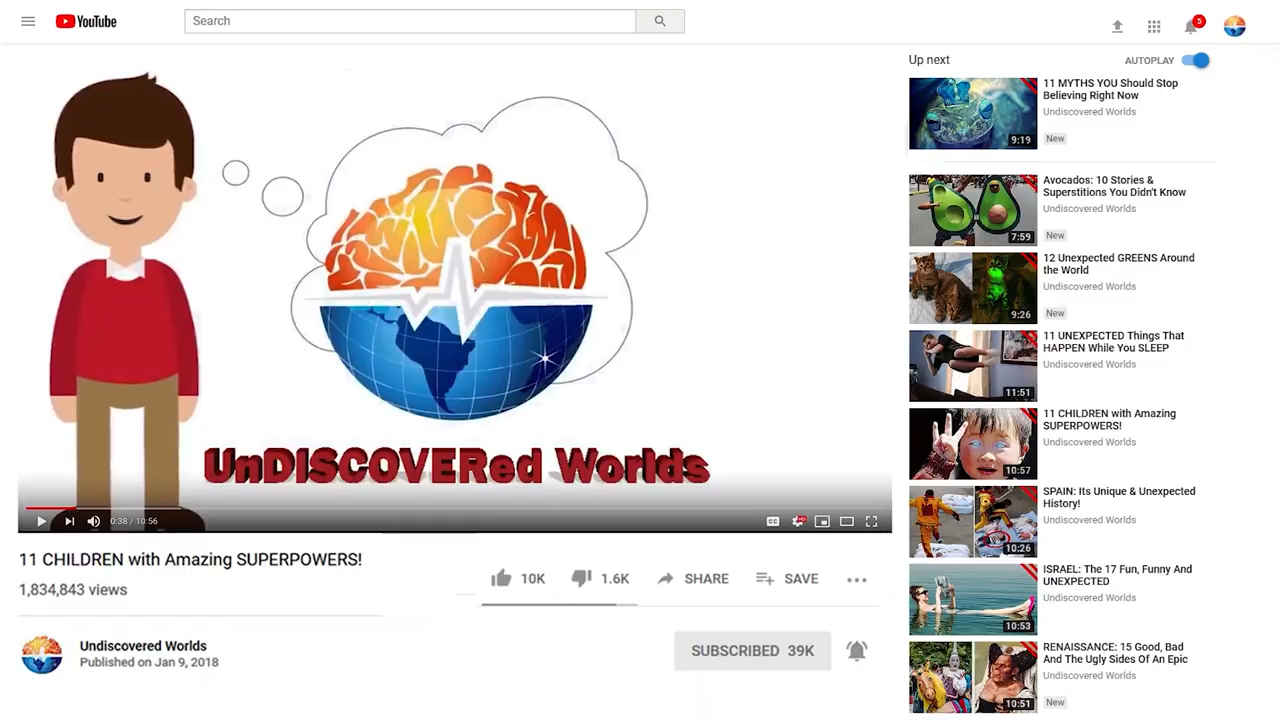 YouTube
Search
5
Up next
AUTOPLAY
11 MYTHS YOU Should Stop
Believing Right Now
Undiscovered Worlds
New
9:19
Avocados: 10 Stories &
Superstitions You Didn't Know
Undiscovered Worlds
New
7:59
12 Unexpected GREENS Around
the World
Undiscovered Worlds
New
9:26
11 UNEXPECTED Things That
HAPPEN While You SLEEP
Undiscovered Worlds
11:51
11 CHILDREN with Amazing
SUPERPOWERS!
Undiscovered Worlds
10:57
SPAIN: Its Unique & Unexpected
History!
Undiscovered Worlds
10:26
ISRAEL: The 17 Fun, Funny And
UNEXPECTED
Undiscovered Worlds
10:53
RENAISSANCE: 15 Good, Bad
And The Ugly Sides Of An Epic
Undiscovered Worlds
New
10:51
UnDISCOVERed Worlds
0:38 / 10:56
CC
HD
11 CHILDREN with Amazing SUPERPOWERS!
1,834,843 views
10K
1.6K
SHARE
SAVE
Undiscovered Worlds
Published on Jan 9, 2018
SUBSCRIBED 39K